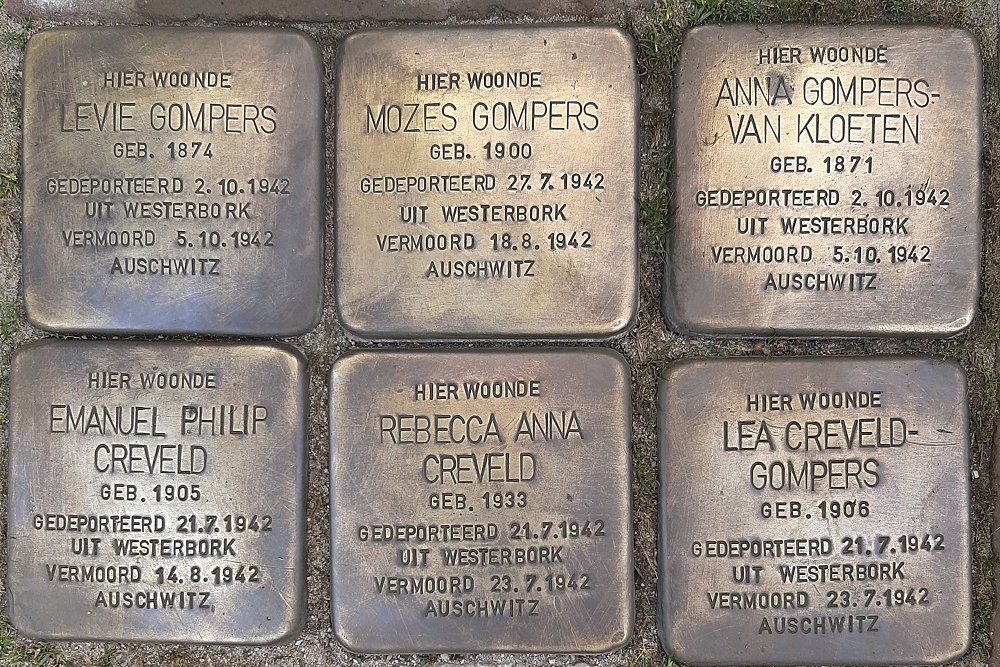 HIER WOONDE
LEVIE GOMPERS
GEB. 1874
GEDEPORTEERD 2.10.1942
UIT WESTERBORK
VERMOORD 5.10.1942
AUSCHWITZ
HIER WOONDE
MOZES GOMPERS
GEB. 1900
GEDEPORTEERD 27.7.1942
UIT WESTERBORK
VERMOORD 18.8.1942
AUSCHWITZ
HIER WOONDE
ANNA GOMPERS-
VAN KLOETEN
GEB. 1871
GEDEPORTEERD 2.10.1942
UIT WESTERBORK
VERMOORD 5.10.1942
AUSCHWITZ
HIER WOONDE
EMANUEL PHILIP
CREVELD
GEB. 1905
GEDEPORTEERD 21.7.1942
UIT WESTERBORK
VERMOORD 14.8.1942
AUSCHWITZ
HIER WOONDE
REBECCA ANNA
CREVELD
GEB. 1933
GEDEPORTEERD 21.7.1942
UIT WESTERBORK
VERMOORD 23.7.1942
AUSCHWITZ
HIER WOONDE
LEA CREVELD-
GOMPERS
GEB. 1906
GEDEPORTEERD 21.7.1942
UIT WESTERBORK
VERMOORD 23.7.1942
AUSCHWITZ